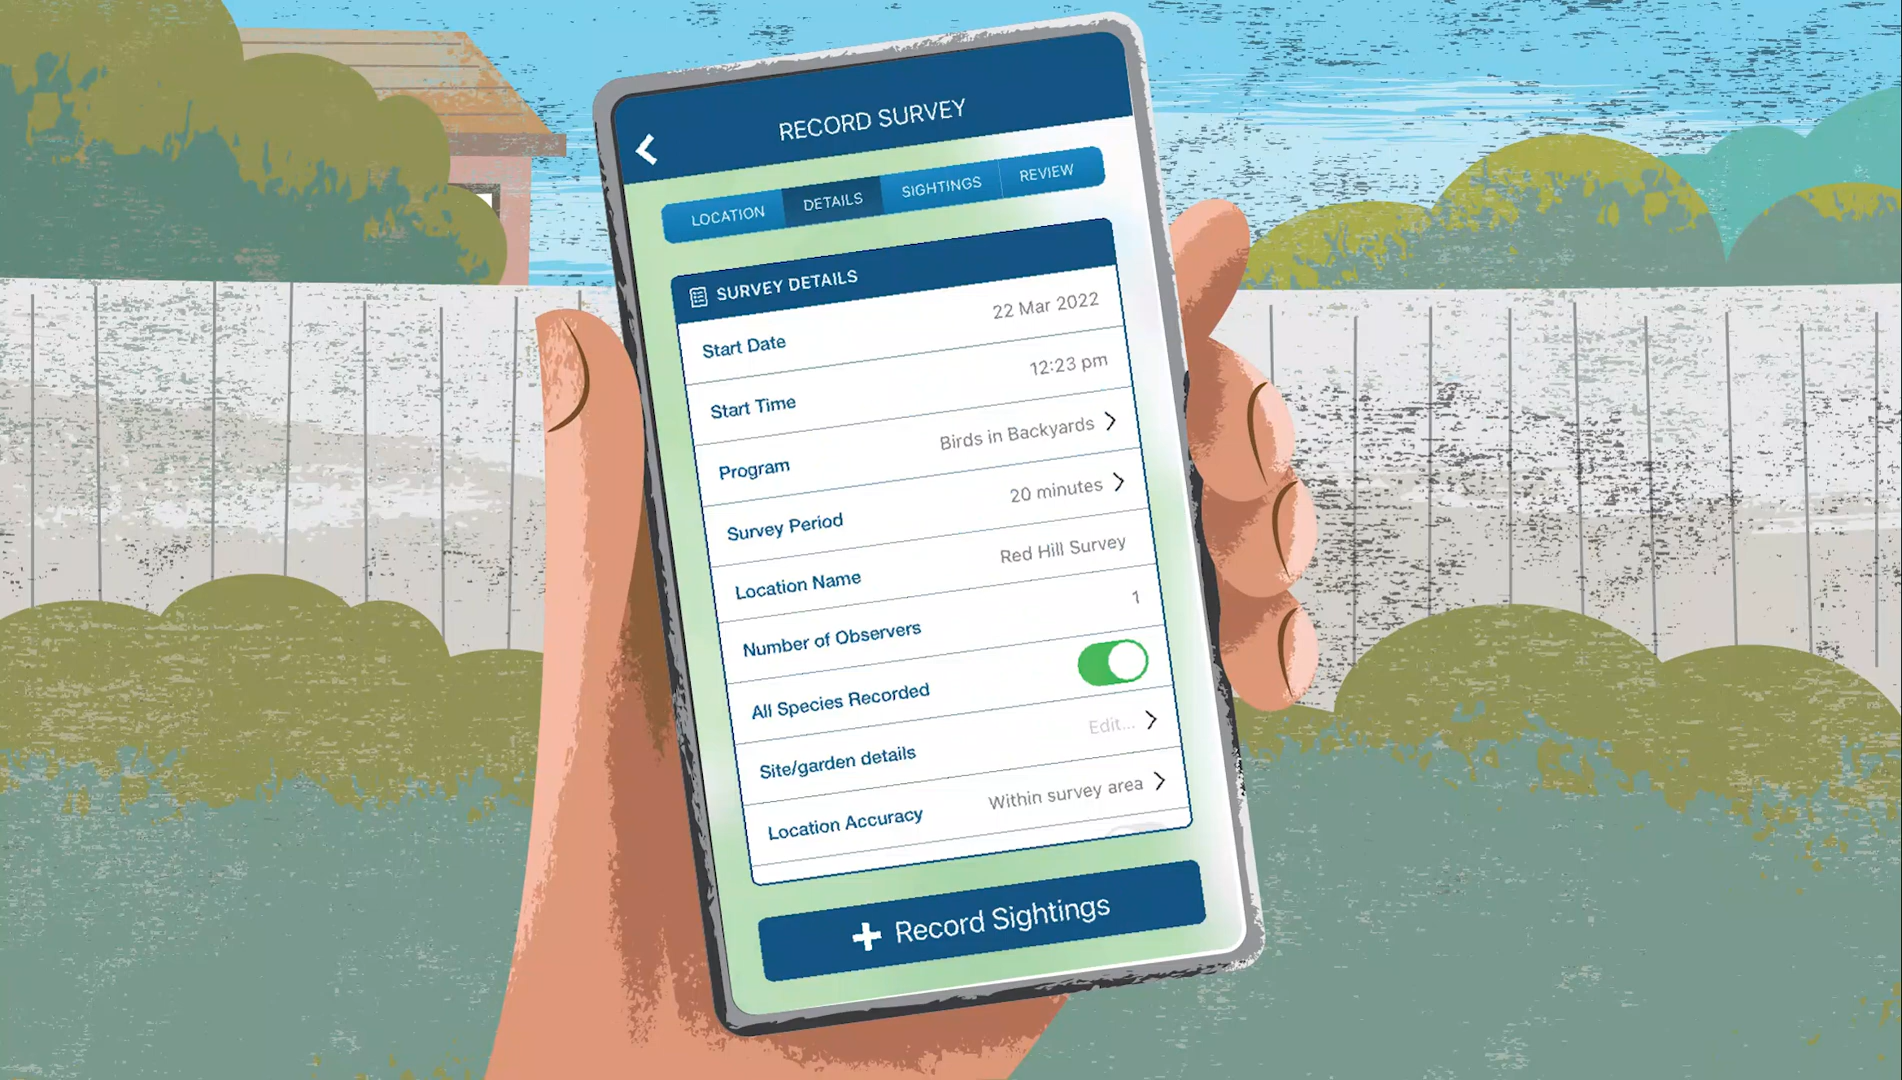 RECORD SURVEY
LOCATION DETAILS SIGHTINGS REVIEW
SURVEY DETAILS
Start Date 22 Mar 2022
Start Time 12:23 pm
Program Birds in Backyards
Survey Period 20 minutes
Location Name Red Hill Survey
Number of Observers 1
All Species Recorded
Site/garden details Edit...
Location Accuracy Within survey area
+ Record Sightings